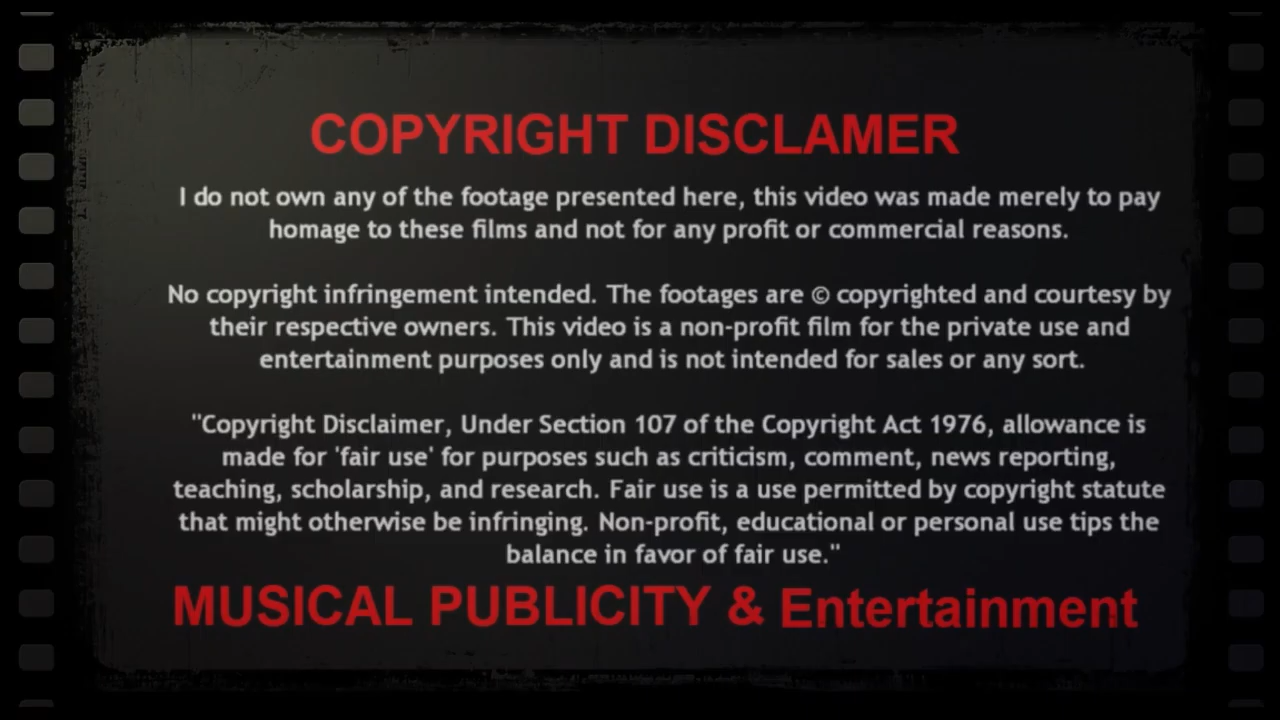 COPYRIGHT DISCLAMER
I do not own any of the footage presented here, this video was made merely to pay
homage to these films and not for any profit or commercial reasons.
No copyright infringement intended. The footages are © copyrighted and courtesy by
their respective owners. This video is a non-profit film for the private use and
entertainment purposes only and is not intended for sales or any sort.
"Copyright Disclaimer, Under Section 107 of the Copyright Act 1976, allowance is
made for 'fair use' for purposes such as criticism, comment, news reporting,
teaching, scholarship, and research. Fair use is a use permitted by copyright statute
that might otherwise be infringing. Non-profit, educational or personal use tips the
balance in favor of fair use."
MUSICAL PUBLICITY & Entertainment